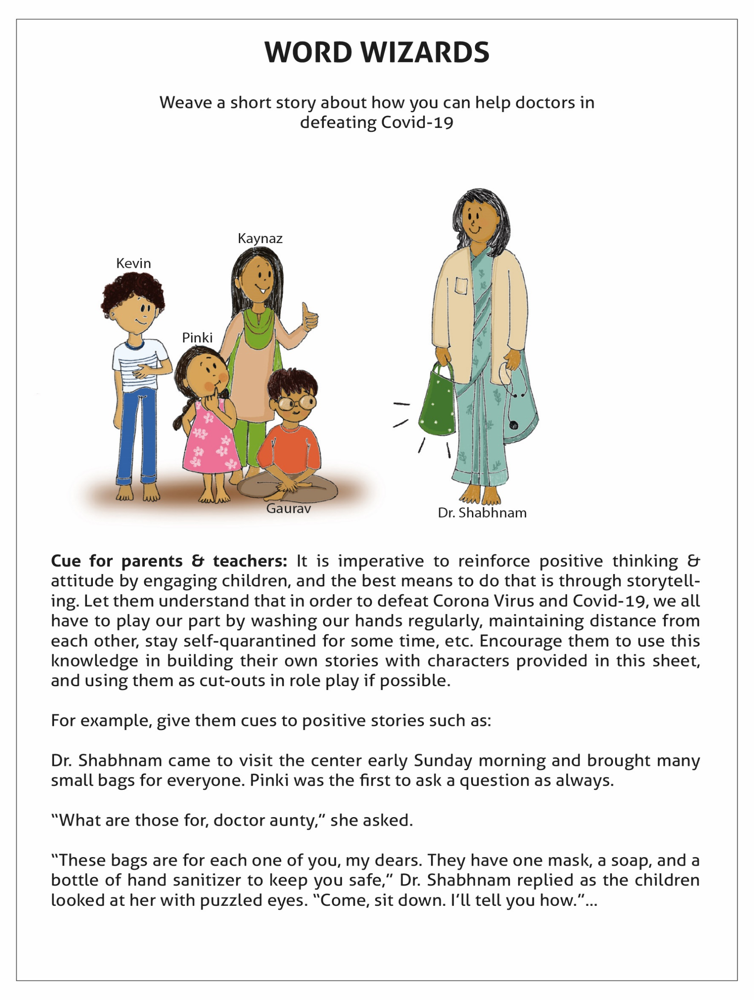 WORD WIZARDS
Weave a short story about how you can help doctors in
defeating Covid-19
Kaynaz
Kevin
Pinki
Gaurav
Dr. Shabhnam
Cue for parents & teachers: It is imperative to reinforce positive thinking &
attitude by engaging children, and the best means to do that is through storytell-
ing. Let them understand that in order to defeat Corona Virus and Covid-19, we all
have to play our part by washing our hands regularly, maintaining distance from
each other, stay self-quarantined for some time, etc. Encourage them to use this
knowledge in building their own stories with characters provided in this sheet,
and using them as cut-outs in role play if possible.
For example, give them cues to positive stories such as:
Dr. Shabhnam came to visit the center early Sunday morning and brought many
small bags for everyone. Pinki was the first to ask a question as always.
“What are those for, doctor aunty,” she asked.
“These bags are for each one of you, my dears. They have one mask, a soap, and a
bottle of hand sanitizer to keep you safe,” Dr. Shabhnam replied as the children
looked at her with puzzled eyes. “Come, sit down. I’ll tell you how.”...